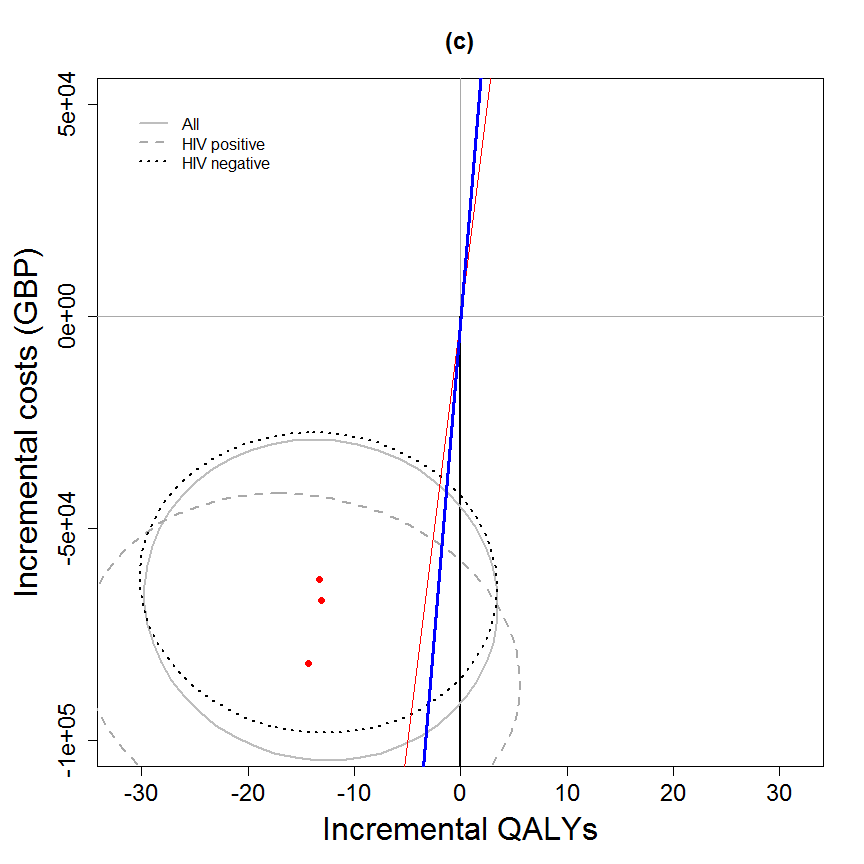 (c)
All
HIV positive
HIV negative
Incremental costs (GBP)
5e+04
0e+00
-5e+04
-1e+05
-30 -20 -10 0 10 20 30
Incremental QALYs